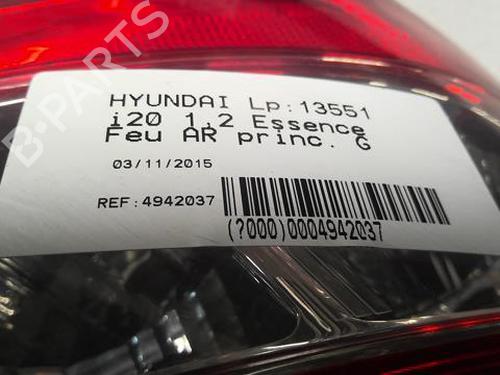 B-PARTS
HYUNDAI Lp:13551
i20 1,2 Essence
Feu AR princ. G
03/11/2015
REF:4942037
(?000)0004942037